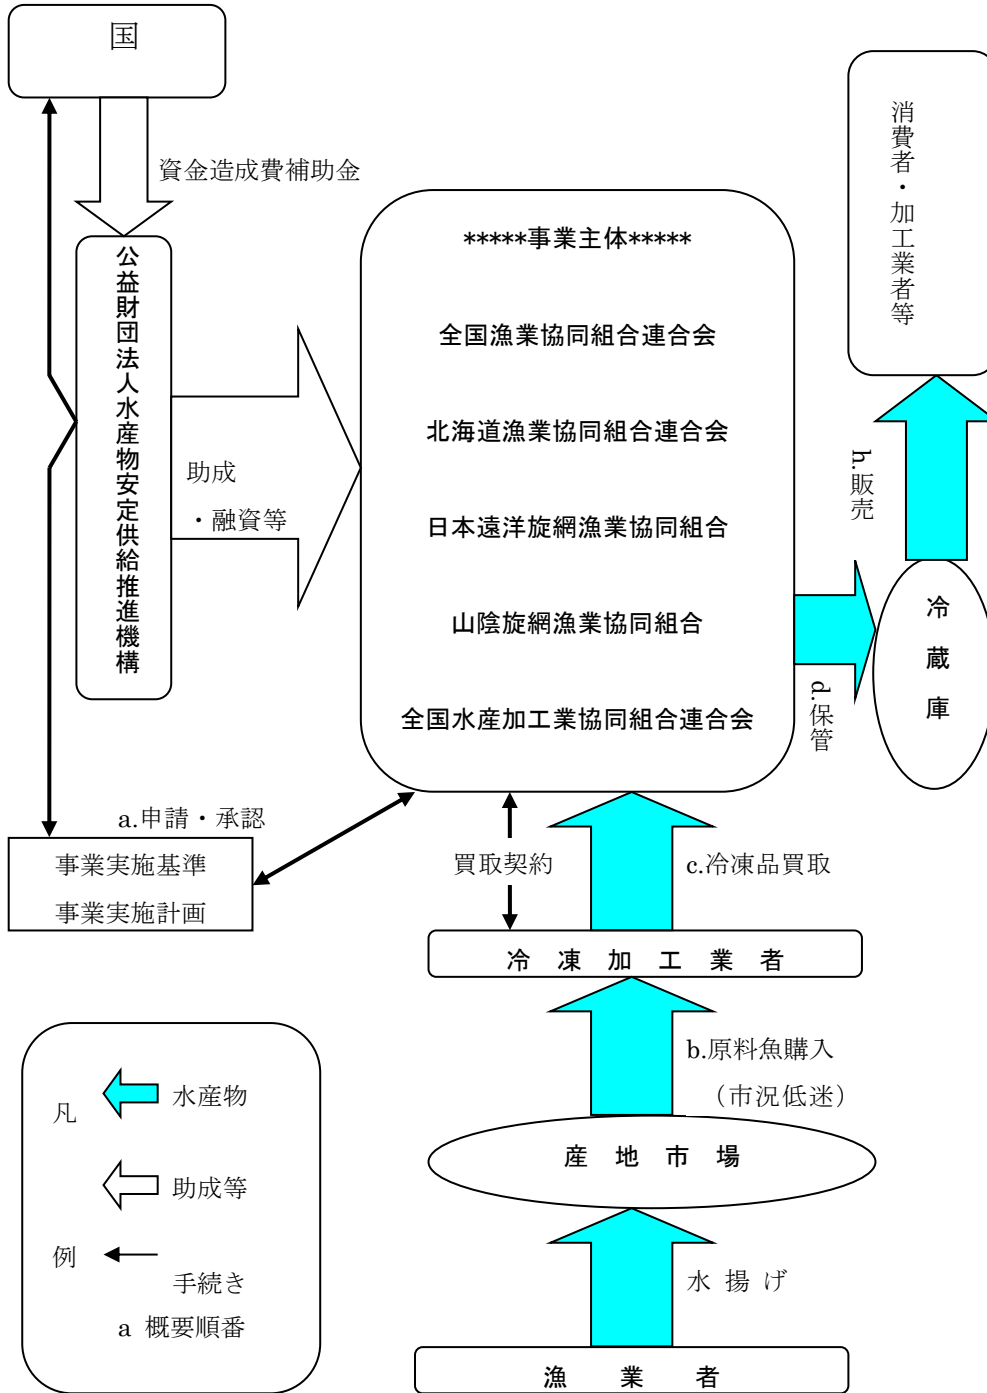 国
資金造成費補助金
公益財団法人水産物安定供給推進機構
助成
・融資等
*****事業主体*****
全国漁業協同組合連合会
北海道漁業協同組合連合会
日本遠洋旋網漁業協同組合
山陰旋網漁業協同組合
全国水産加工業協同組合連合会
消費者・加工業者等
h.販売
冷蔵庫
d.保管
a.申請・承認
事業実施基準
事業実施計画
買取契約
c.冷凍品買取
冷凍加工業者
b.原料魚購入
（市況低迷）
産地市場
水揚げ
漁業者
凡例
水産物
助成等
手続き
a 概要順番